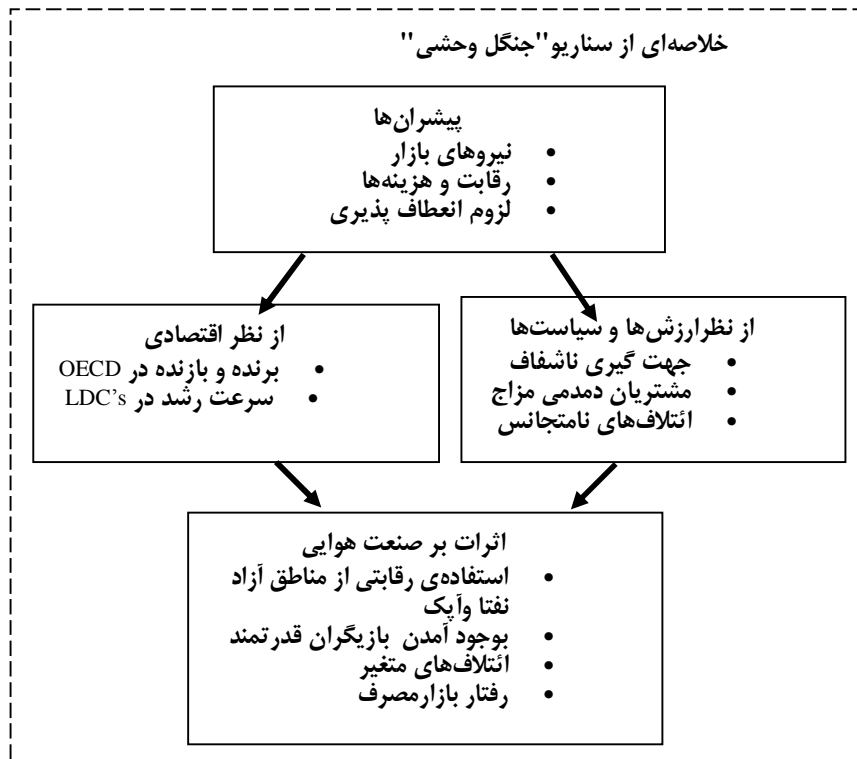 خلاصه‌ای از سناریو"جنگل وحشی"
پیشران‌ها
• نیروهای بازار
• رقابت و هزینه‌ها
• لزوم انعطاف پذیری
از نظرارزش‌ها و سیاست‌ها
• جهت گیری ناشفاف
• مشتریان دمدمی مزاج
• ائتلاف‌های نامتجانس
از نظر اقتصادی
• برنده و بازنده در OECD
• سرعت رشد در LDC's
اثرات بر صنعت هوایی
• استفاده‌ی رقابتی از مناطق آزاد
نفتا وآپک
• بوجود آمدن بازیگران قدرتمند
• ائتلاف‌های متغیر
• رفتار بازارمصرف